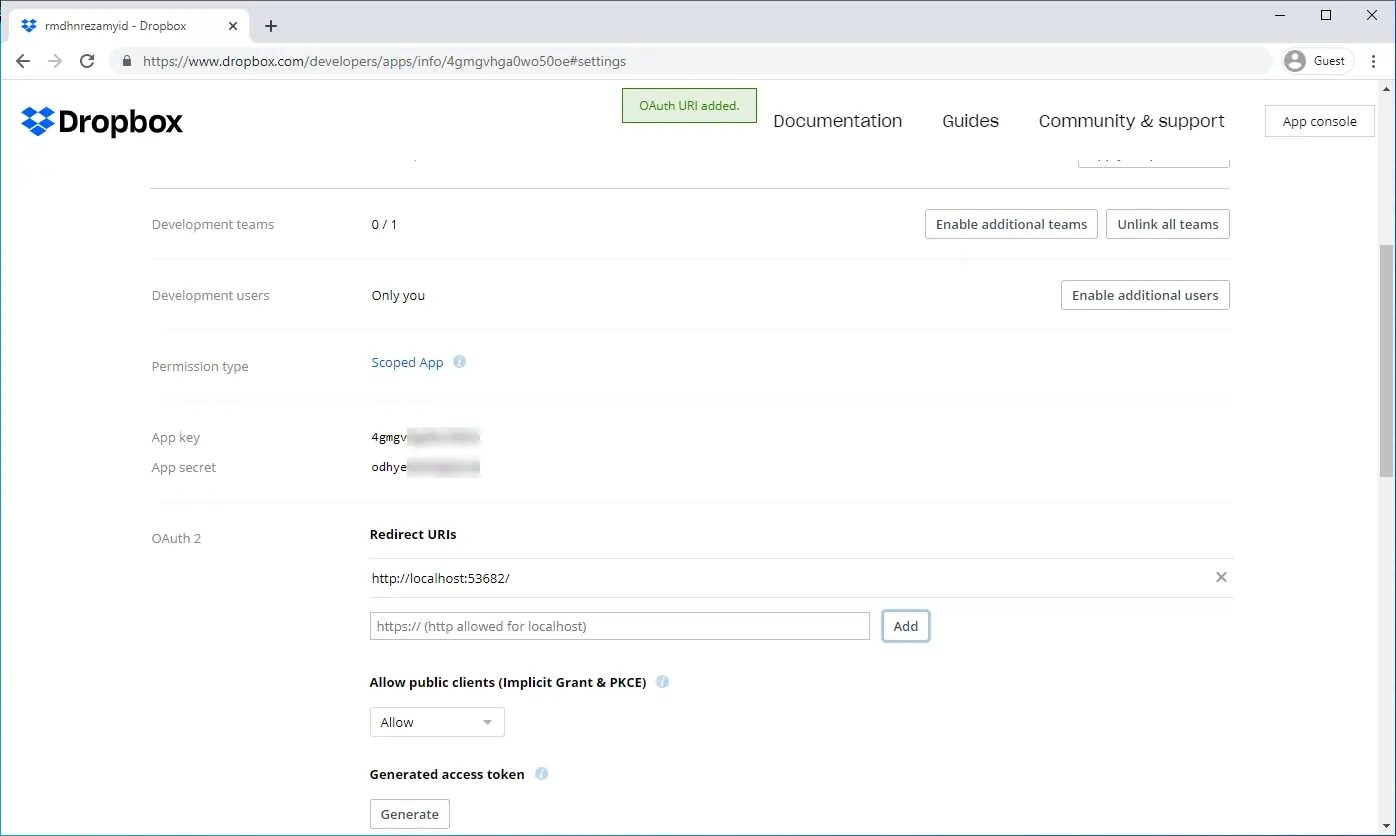 rmdhnrezamyid - Dropbox
https://www.dropbox.com/developers/apps/info/4gmgvhga0wo50oe#settings
Guest
Dropbox
OAuth URI added.
Documentation
Guides
Community & support
App console
Development teams
0 / 1
Enable additional teams
Unlink all teams
Development users
Only you
Enable additional users
Permission type
Scoped App
App key
4gmgv
App secret
odhye
OAuth 2
Redirect URIs
http://localhost:53682/
https:// (http allowed for localhost)
Add
Allow public clients (Implicit Grant & PKCE)
Allow
Generated access token
Generate